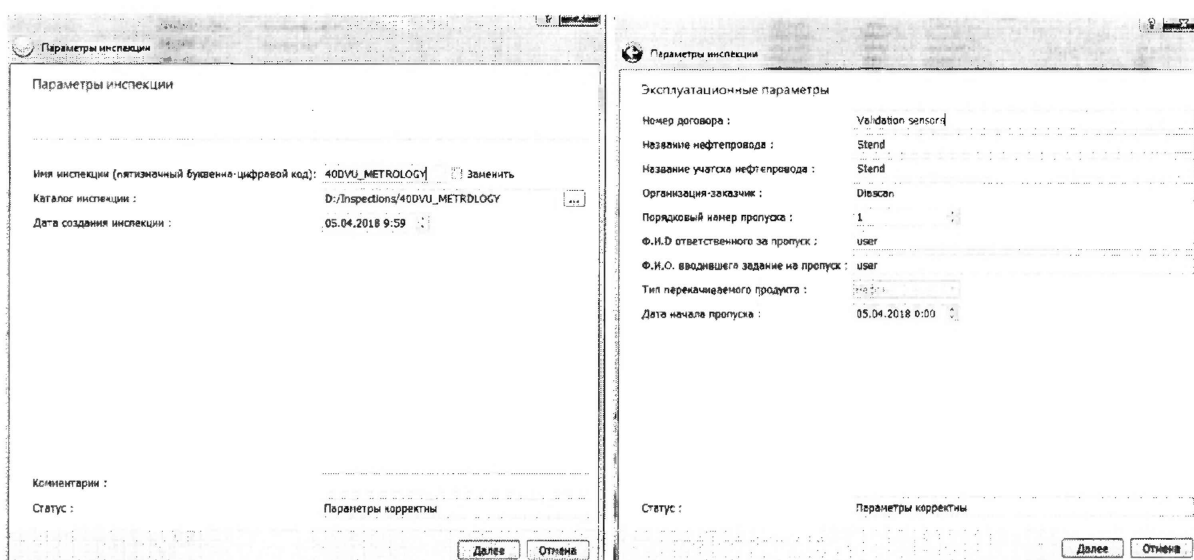 Параметры инспекции
Параметры инспекции
Имя инспекции (пятизначный буквенно-цифровой код): 40DVU_METROLOGY Заменить
Каталог инспекции : D:/Inspections/40DVU_METROLOGY ...
Дата создания инспекции : 05.04.2018 9:59
Комментарии :
Статус : Параметры корректны
Далее Отмена
Параметры инспекции
Эксплуатационные параметры
Номер договора : Validation sensors
Название нефтепровода : Stend
Название участка нефтепровода : Stend
Организация-заказчик : Diascan
Порядковый номер пропуска : 1
Ф.И.О ответственного за пропуск : user
Ф.И.О. вводившего задание на пропуск : user
Тип перекачиваемого продукта :
Дата начала пропуска : 05.04.2018 0:00
Статус : Параметры корректны
Далее Отмена